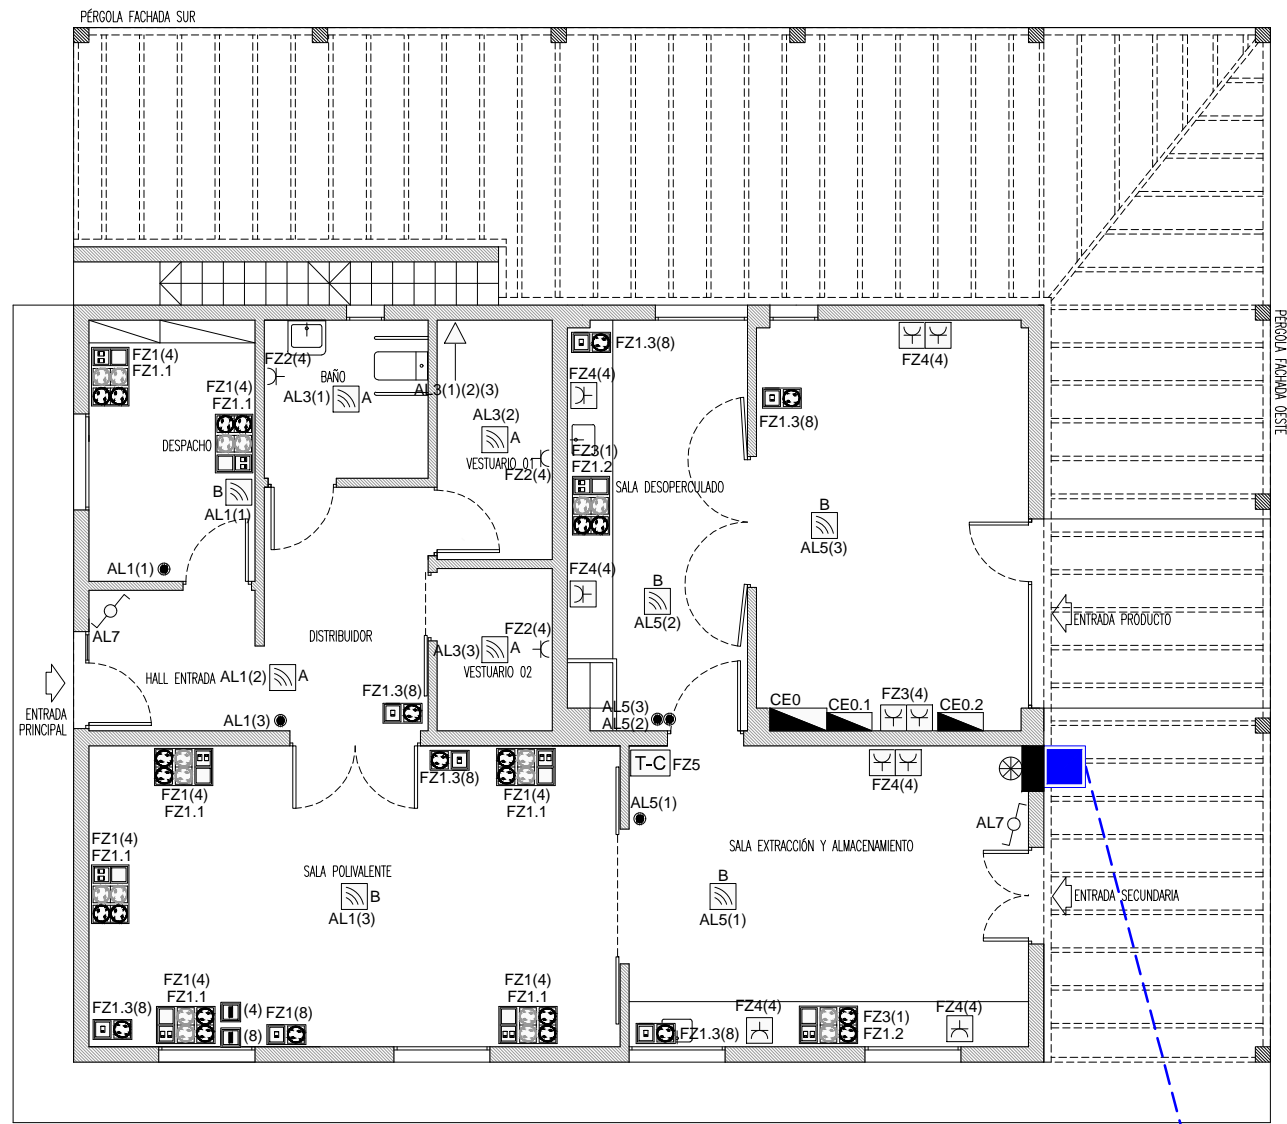 PÉRGOLA FACHADA SUR
PÉRGOLA FACHADA OESTE
FZ1(4)
FZ1.1
FZ1(4)
FZ1.1
DESPACHO
B
AL1(1)
AL1(1)
FZ2(4)
BAÑO
AL3(1)
A
AL3(1)(2)(3)
AL3(2)
A
VESTUARIO 01
FZ2(4)
FZ1.3(8)
FZ4(4)
FZ3(1)
FZ1.2
SALA DESOPERCULADO
FZ4(4)
B
AL5(2)
FZ4(4)
FZ1.3(8)
B
AL5(3)
ENTRADA PRODUCTO
AL7
HALL ENTRADA
AL1(2)
A
DISTRIBUIDOR
AL3(3)
A
FZ2(4)
VESTUARIO 02
ENTRADA
PRINCIPAL
AL1(3)
FZ1.3(8)
AL5(3)
AL5(2)
CE0
CE0.1
FZ3(4)
CE0.2
FZ1(4)
FZ1.1
FZ1.3(8)
FZ1(4)
FZ1.1
T-C
FZ5
AL5(1)
FZ4(4)
AL7
FZ1(4)
FZ1.1
SALA POLIVALENTE
B
AL1(3)
SALA EXTRACCIÓN Y ALMACENAMIENTO
B
AL5(1)
ENTRADA SECUNDARIA
FZ1.3(8)
FZ1(4)
FZ1.1
(4)
(8)
FZ1(8)
FZ1(4)
FZ1.1
FZ1.3(8)
FZ4(4)
FZ3(1)
FZ1.2
FZ4(4)